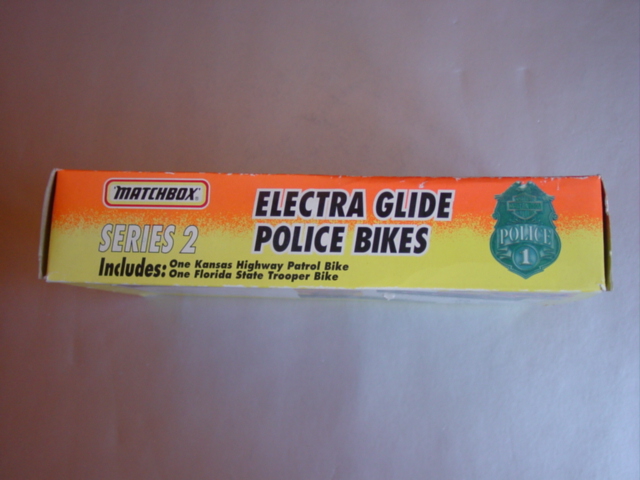 MATCHBOX
SERIES 2
Includes: One Kansas Highway Patrol Bike
One Florida State Trooper Bike
ELECTRA GLIDE
POLICE BIKES
POLICE
1